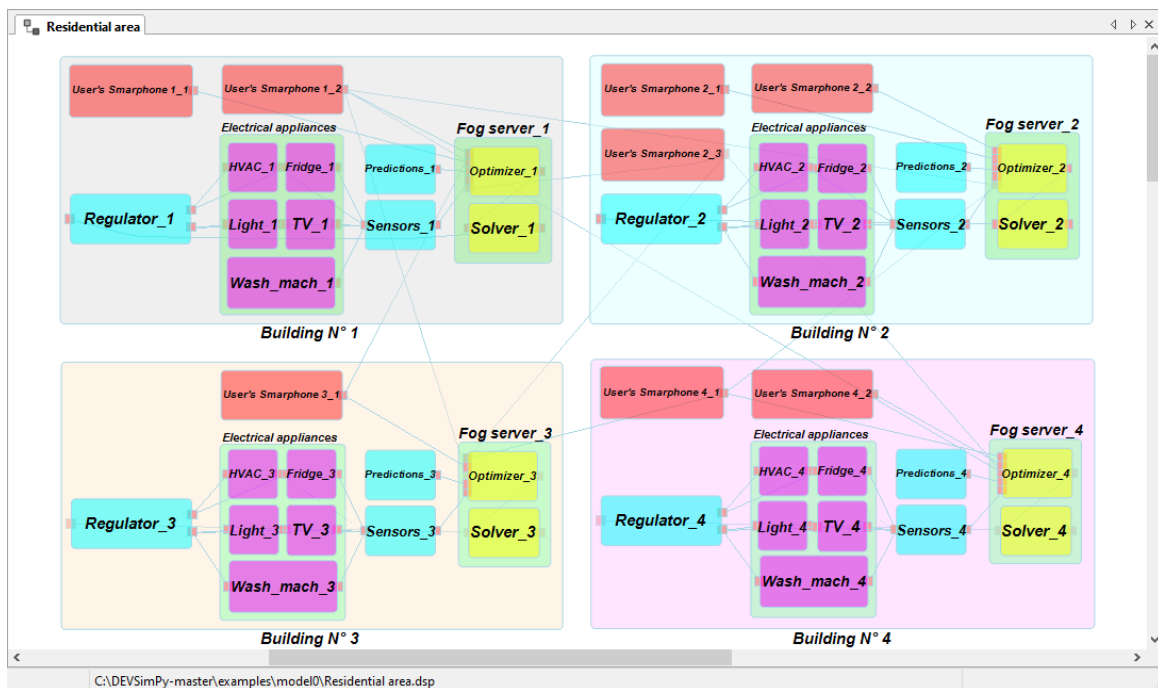 Residential area
User's Smarphone 1_1
User's Smarphone 1_2
Electrical appliances
Fog server_1
HVAC_1
Fridge_1
Predictions_1
Optimizer_1
Regulator_1
Light_1
TV_1
Sensors_1
Solver_1
Wash_mach_1
Building N° 1
User's Smarphone 2_1
User's Smarphone 2_2
User's Smarphone 2_3
Electrical appliances
Fog server_2
HVAC_2
Fridge_2
Predictions_2
Optimizer_2
Regulator_2
Light_2
TV_2
Sensors_2
Solver_2
Wash_mach_2
Building N° 2
User's Smarphone 3_1
Electrical appliances
Fog server_3
HVAC_3
Fridge_3
Predictions_3
Optimizer_3
Regulator_3
Light_3
TV_3
Sensors_3
Solver_3
Wash_mach_3
Building N° 3
User's Smarphone 4_1
User's Smarphone 4_2
Electrical appliances
Fog server_4
HVAC_4
Fridge_4
Predictions_4
Optimizer_4
Regulator_4
Light_4
TV_4
Sensors_4
Solver_4
Wash_mach_4
Building N° 4
C:\DEVSimPy-master\examples\model0\Residential area.dsp